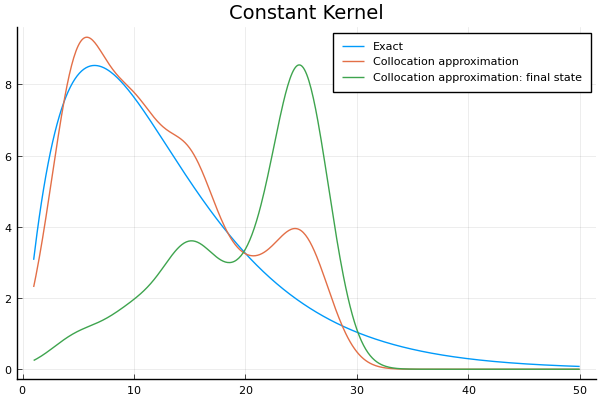 Constant Kernel
Exact
Collocation approximation
Collocation approximation: final state
8
6
4
2
0
0 10 20 30 40 50